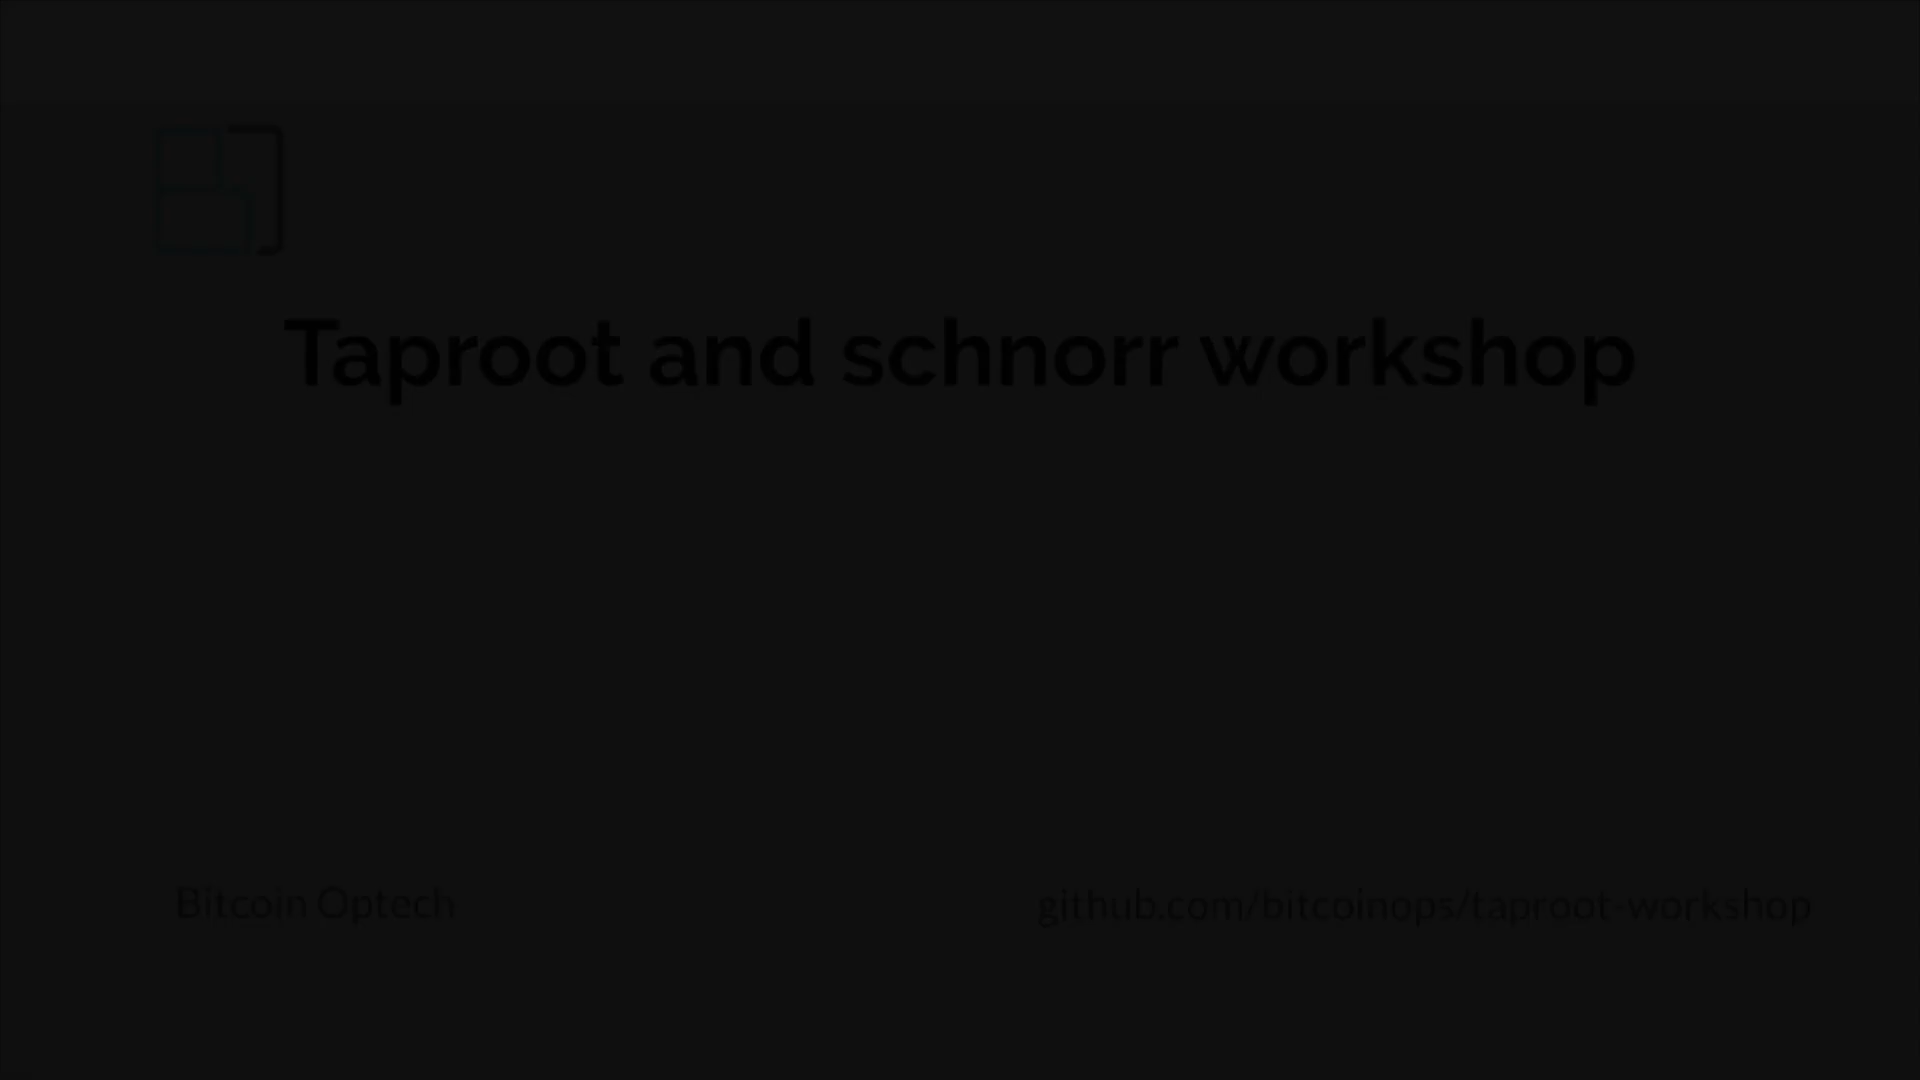 Taproot and schnorr workshop
Bitcoin Optech
github.com/bitcoinops/taproot-workshop